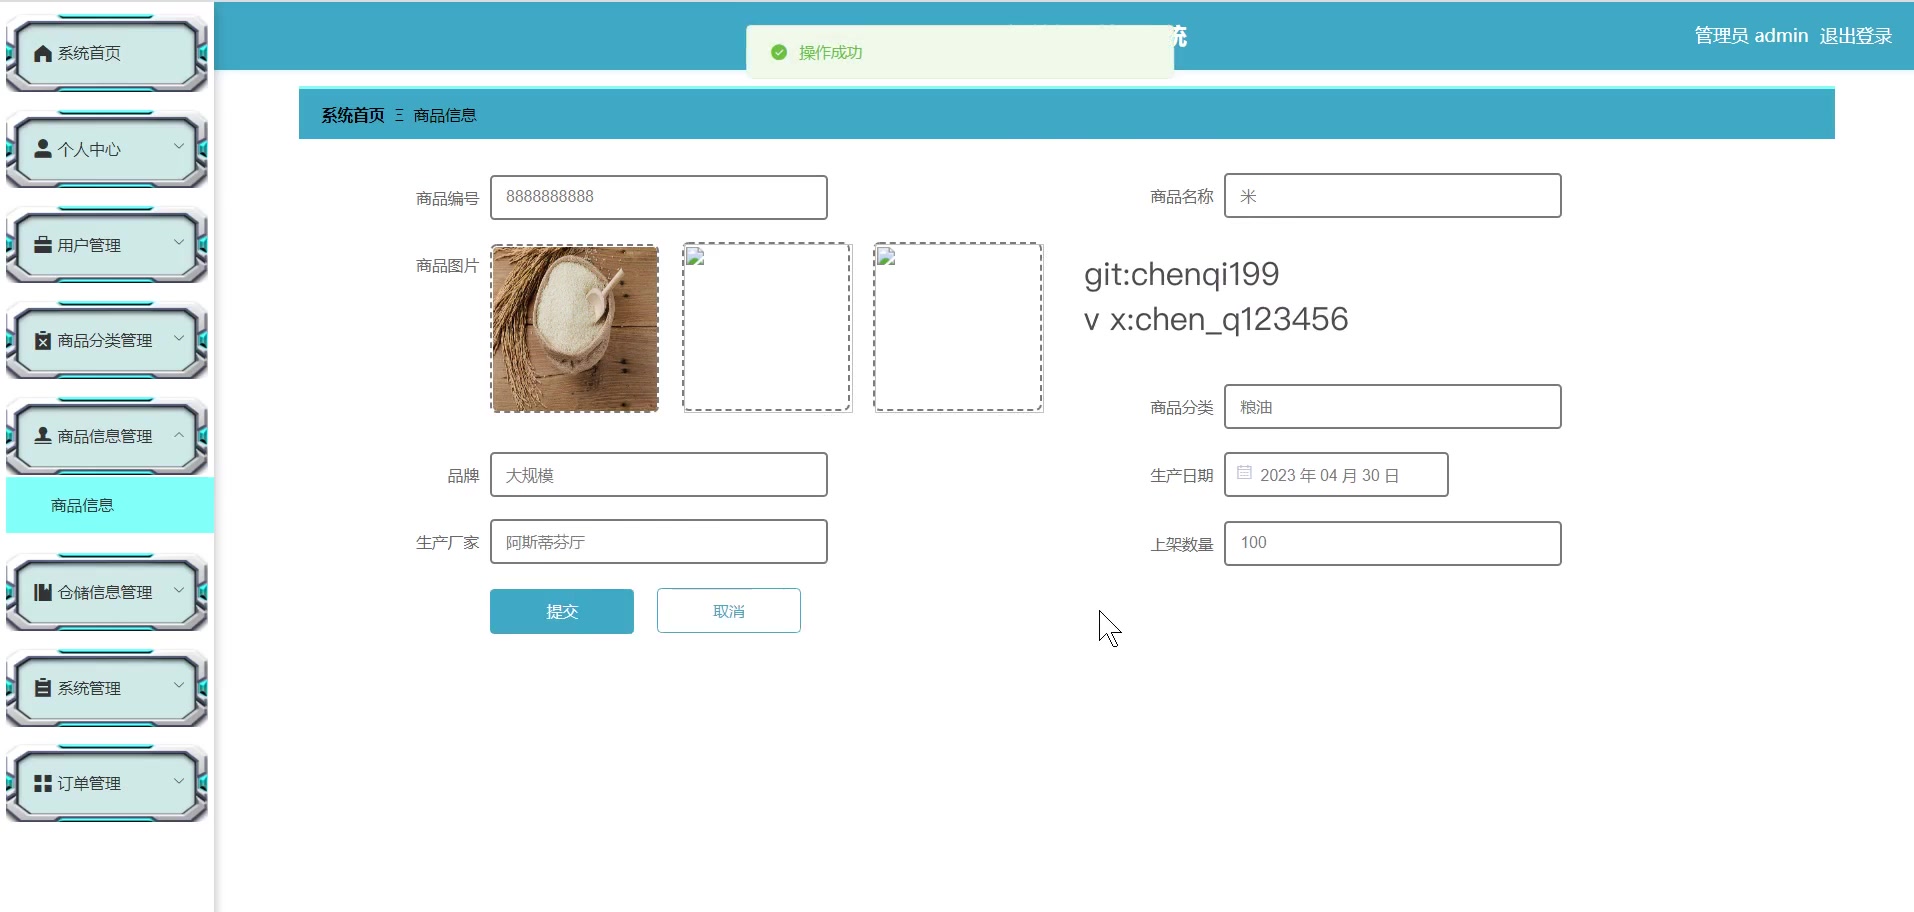 系统首页
个人中心
用户管理
商品分类管理
商品信息管理
商品信息
仓储信息管理
系统管理
订单管理
统
管理员 admin 退出登录
操作成功
系统首页 Ξ 商品信息
商品编号 8888888888
商品名称 米
商品图片
git:chenqi199
v x:chen_q123456
商品分类 粮油
品牌 大规模
生产日期 2023 年 04 月 30 日
生产厂家 阿斯蒂芬厅
上架数量 100
提交 取消